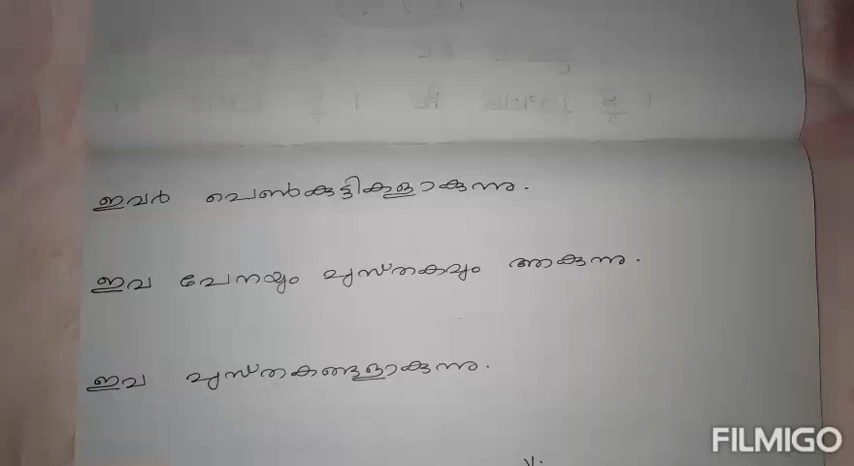 ഇവർ പെൺകുട്ടികളാകുന്നു.
ഇവ പേനയും പുസ്തകവും ആകുന്നു.
ഇവ പുസ്തകങ്ങളാകുന്നു.
FILMIGO